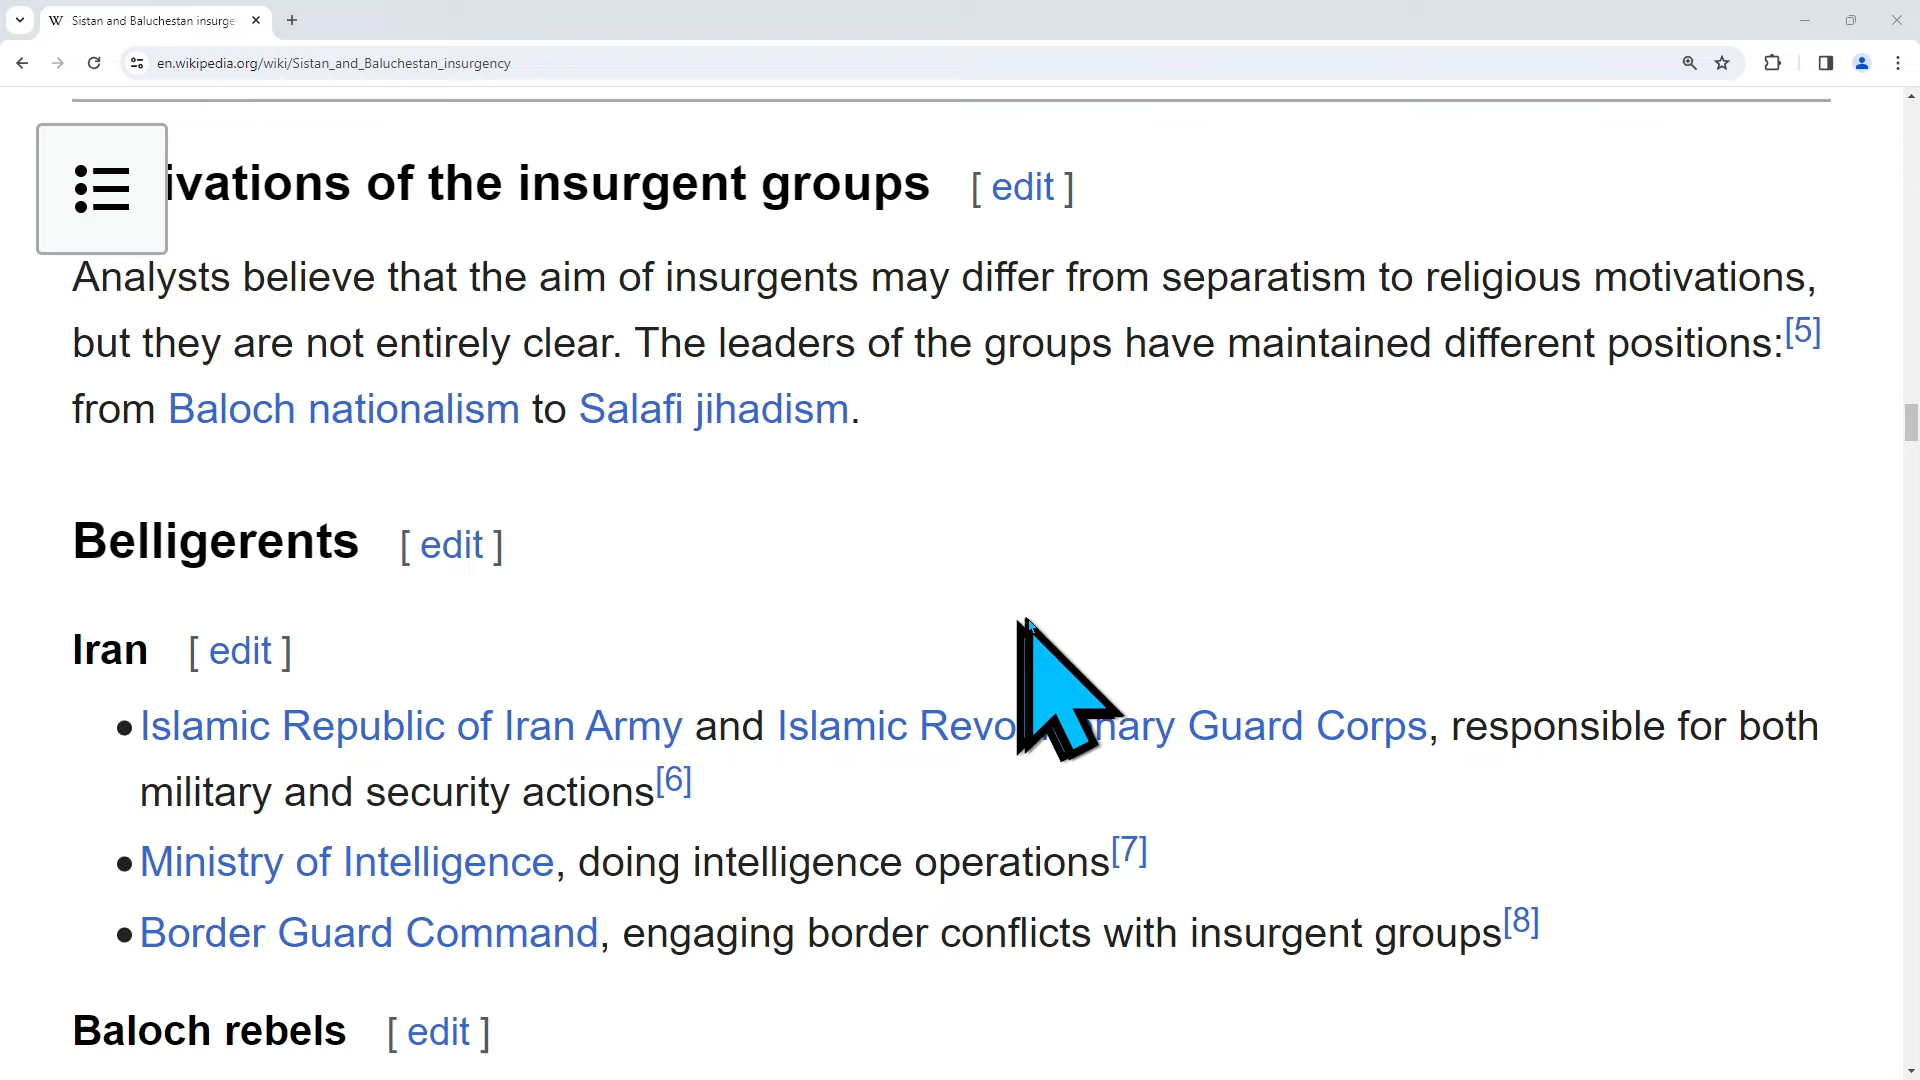 Sistan and Baluchestan insurge
en.wikipedia.org/wiki/Sistan_and_Baluchestan_insurgency
ivations of the insurgent groups [ edit ]
Analysts believe that the aim of insurgents may differ from separatism to religious motivations,
but they are not entirely clear. The leaders of the groups have maintained different positions:[5]
from Baloch nationalism to Salafi jihadism.
Belligerents [ edit ]
Iran [ edit ]
Islamic Republic of Iran Army and Islamic Revo nary Guard Corps, responsible for both
military and security actions[6]
Ministry of Intelligence, doing intelligence operations[7]
Border Guard Command, engaging border conflicts with insurgent groups[8]
Baloch rebels [ edit ]